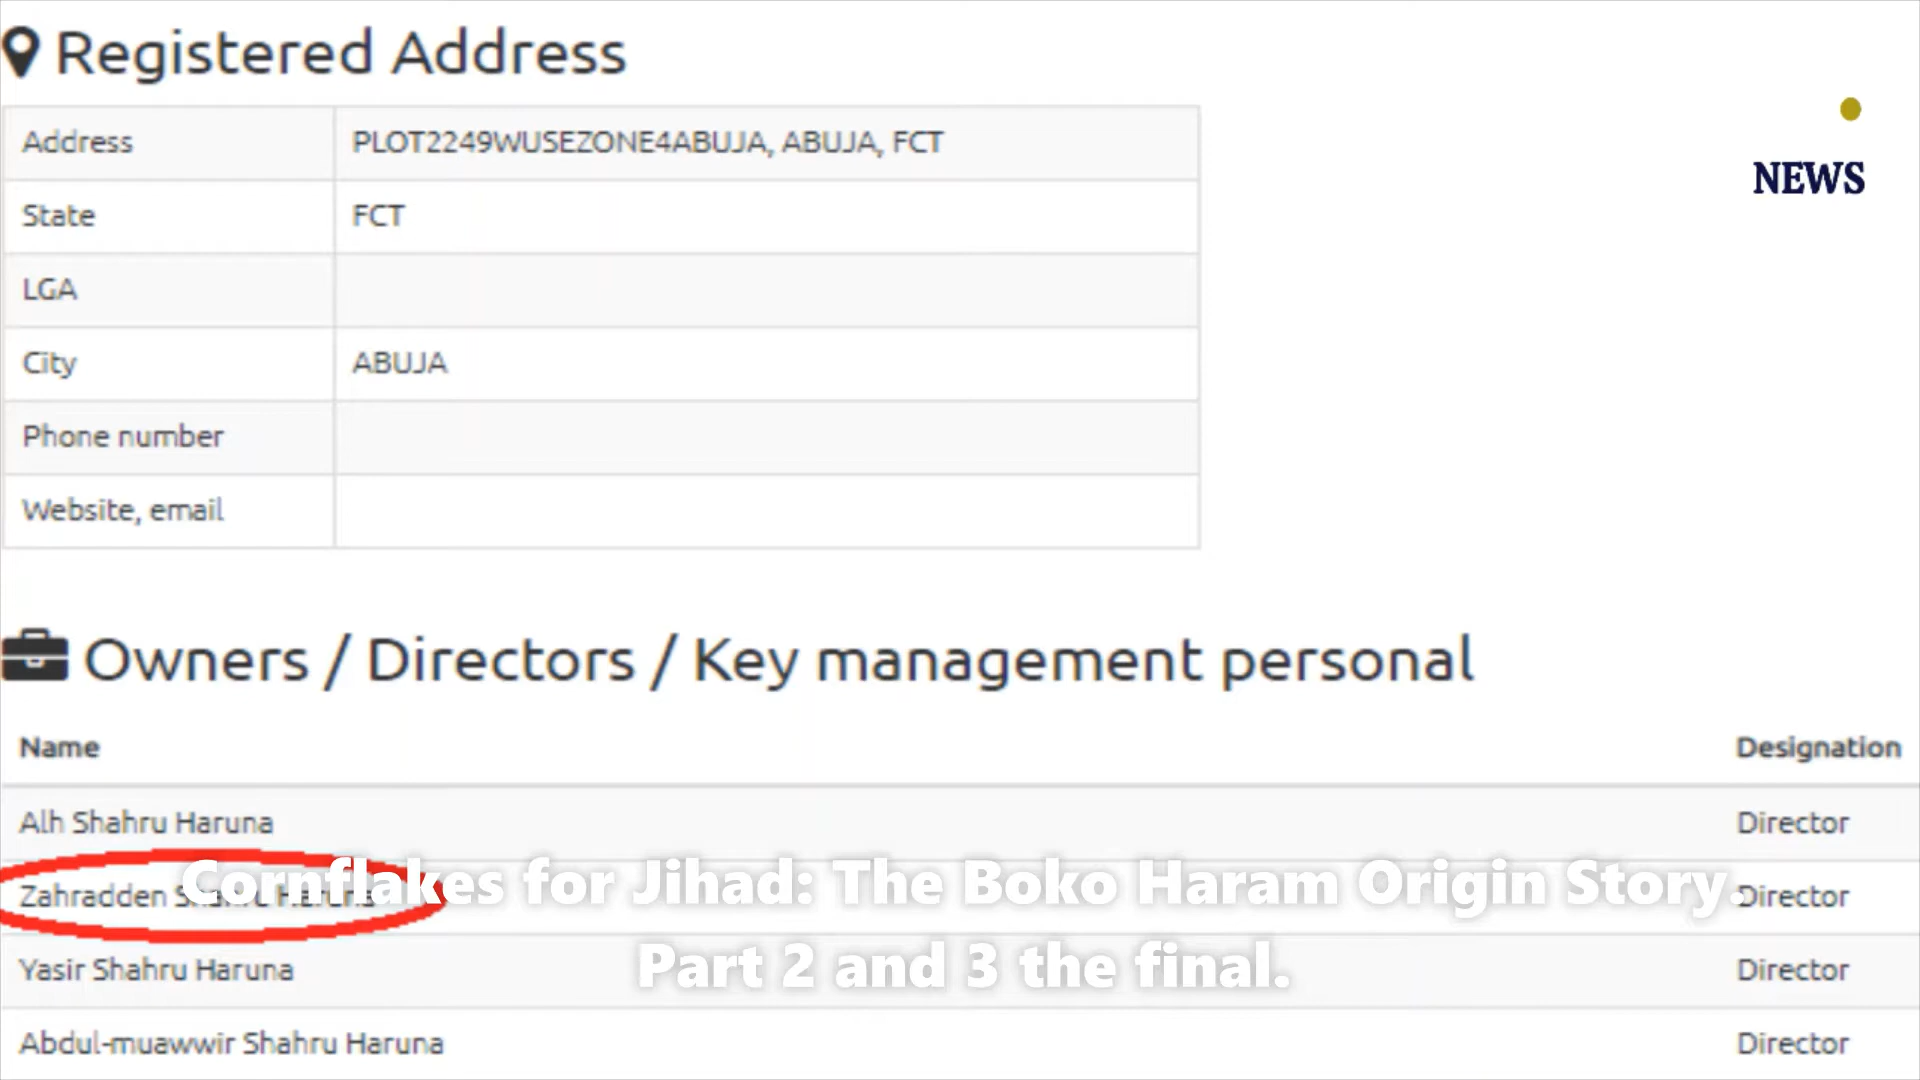 Registered Address
Address PLOT2249WUSEZONE4ABUJA, ABUJA, FCT
NEWS
State FCT
LGA
City ABUJA
Phone number
Website, email
Owners / Directors / Key management personal
Name Designation
Alh Shahru Haruna Director
Zahradden Shahru Haruna Director
Cornflakes for Jihad: The Boko Haram Origin Story.
Part 2 and 3 the final.
Yasir Shahru Haruna Director
Abdul-muawwir Shahru Haruna Director